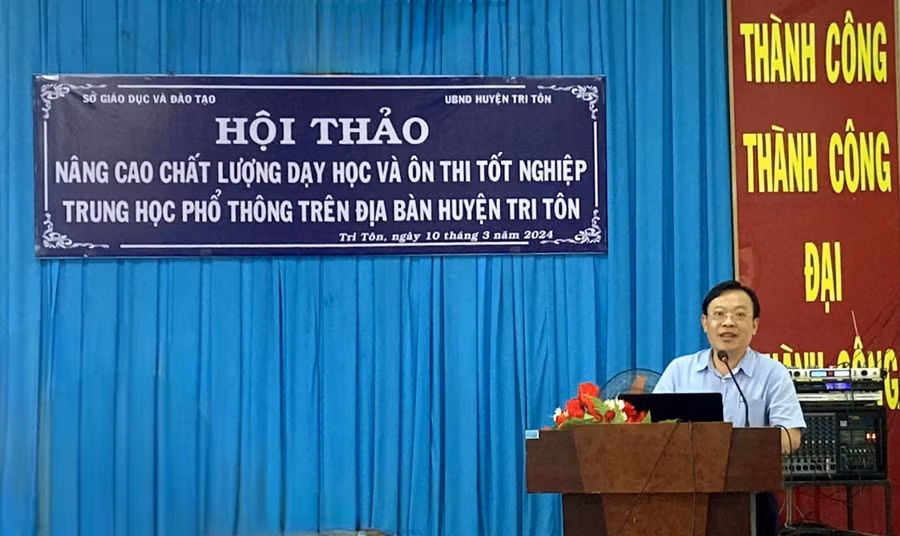 SỞ GIÁO DỤC VÀ ĐÀO TẠO
UBND HUYỆN TRI TÔN
HỘI THẢO
NÂNG CAO CHẤT LƯỢNG DẠY HỌC VÀ ÔN THI TỐT NGHIỆP
TRUNG HỌC PHỔ THÔNG TRÊN ĐỊA BÀN HUYỆN TRI TÔN
Tri Tôn, ngày 10 tháng 3 năm 2024
THÀNH CÔNG
THÀNH CÔNG
ĐẠI
THÀNH CÔNG